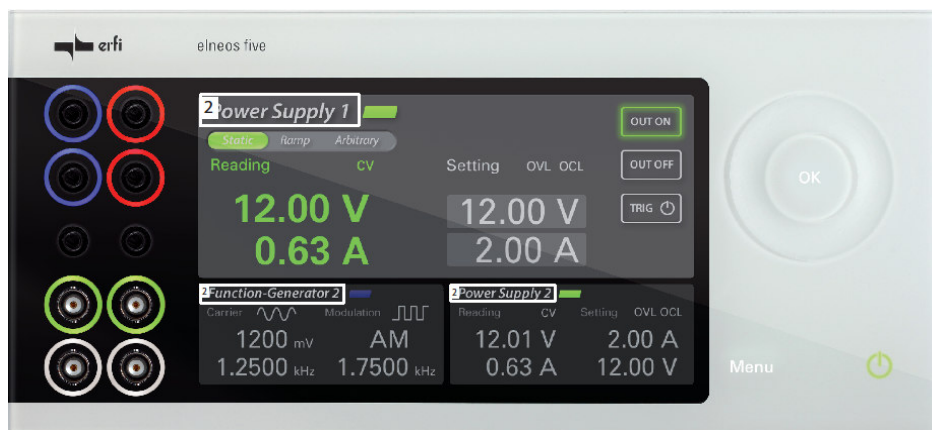 erfi elneos five
2 Power Supply 1
OUT ON
Static Ramp Arbitrary
Reading CV Setting OVL OCL
OUT OFF
OK
12.00 V 12.00 V
TRIG
0.63 A 2.00 A
2 Function-Generator 2
Carrier Modulation
1200 mV AM
1.2500 kHz 1.7500 kHz
2 Power Supply 2
Reading CV Setting OVL OCL
12.01 V 2.00 A
0.63 A 12.00 V
Menu